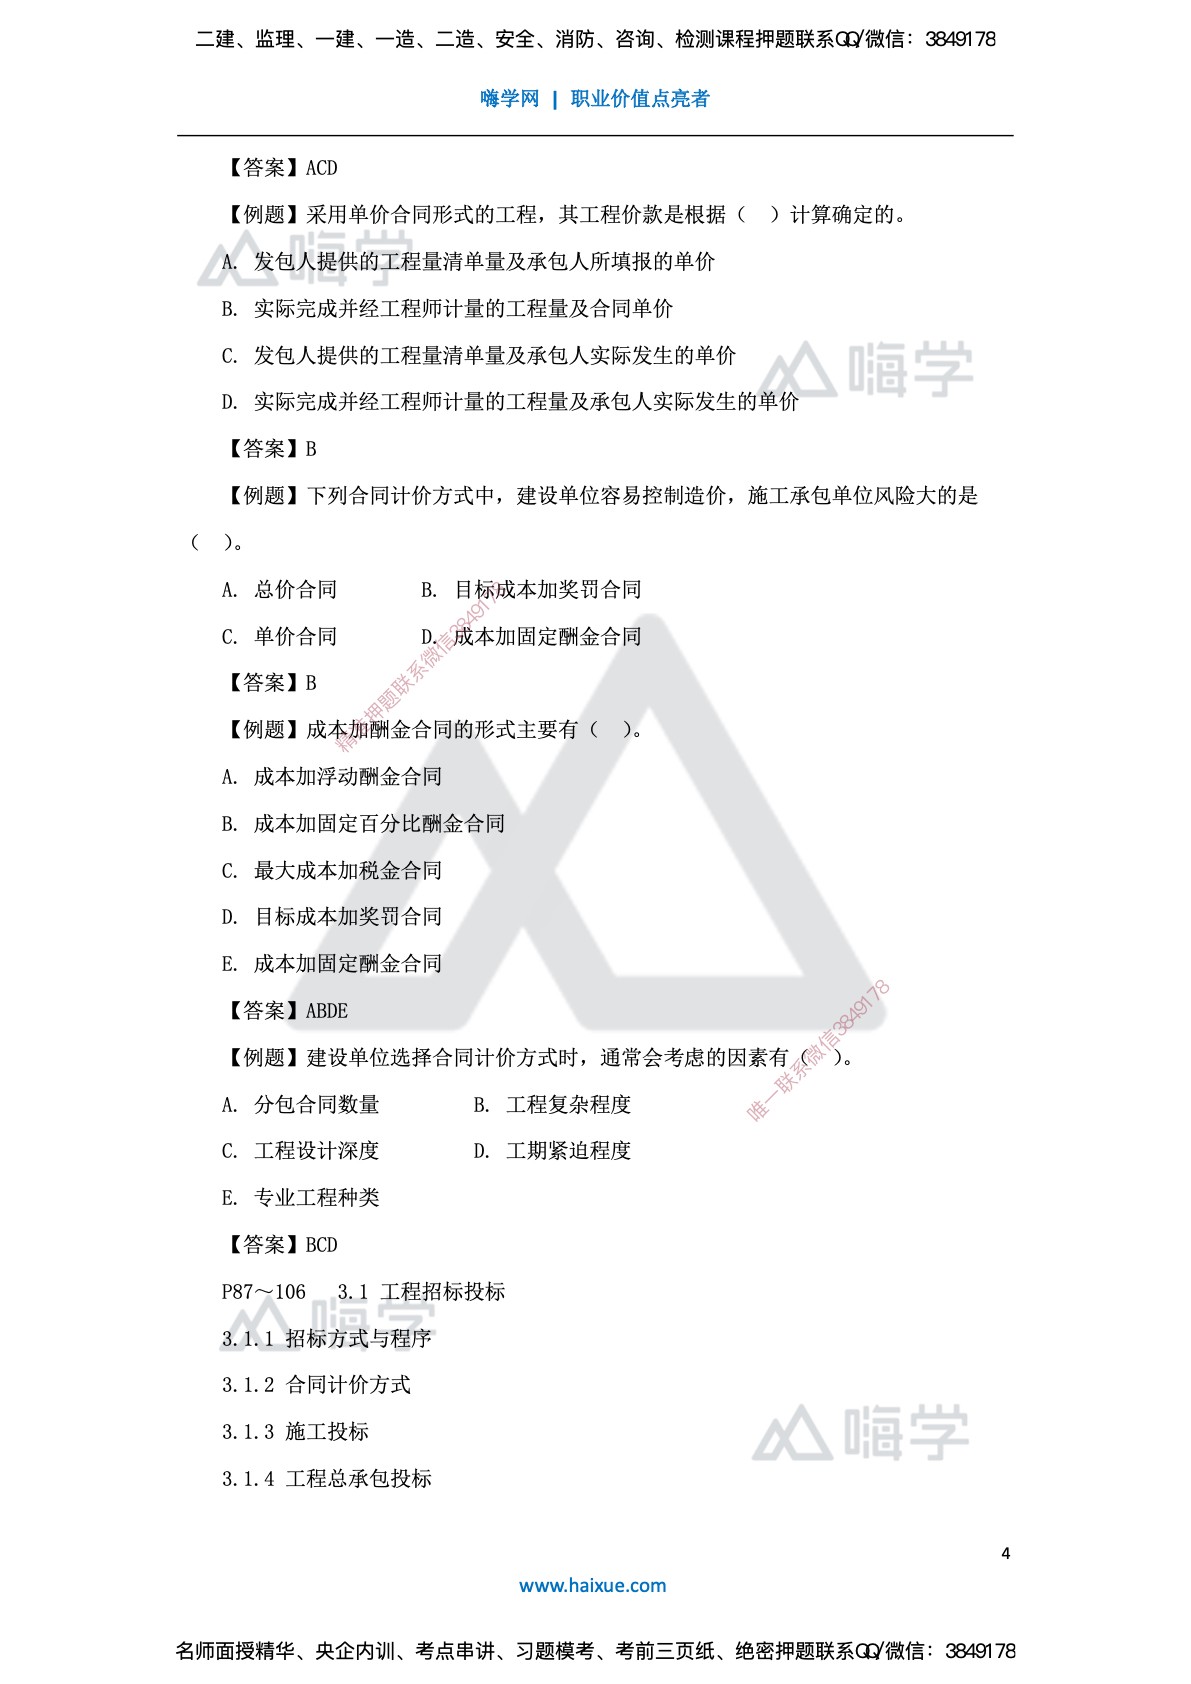 二建、监理、一建、一造、二造、安全、消防、咨询、检测课程押题联系QQ/微信：3849178
嗨学网 | 职业价值点亮者
【答案】ACD
【例题】采用单价合同形式的工程，其工程价款是根据（ ）计算确定的。
嗨学
A. 发包人提供的工程量清单量及承包人所填报的单价
B. 实际完成并经工程师计量的工程量及合同单价
C. 发包人提供的工程量清单量及承包人实际发生的单价
嗨学
D. 实际完成并经工程师计量的工程量及承包人实际发生的单价
【答案】B
【例题】下列合同计价方式中，建设单位容易控制造价，施工承包单位风险大的是
（ ）。
A. 总价合同 B. 目标成本加奖罚合同
C. 单价合同 D. 成本加固定酬金合同
精准押题联系微信3849178
【答案】B
【例题】成本加酬金合同的形式主要有（ ）。
A. 成本加浮动酬金合同
B. 成本加固定百分比酬金合同
C. 最大成本加税金合同
D. 目标成本加奖罚合同
E. 成本加固定酬金合同
【答案】ABDE
【例题】建设单位选择合同计价方式时，通常会考虑的因素有（ ）。
唯一联系微信3849178
A. 分包合同数量 B. 工程复杂程度
C. 工程设计深度 D. 工期紧迫程度
E. 专业工程种类
【答案】BCD
P87～106 3.1 工程招标投标
嗨学
3.1.1 招标方式与程序
3.1.2 合同计价方式
3.1.3 施工投标
嗨学
3.1.4 工程总承包投标
4
www.haixue.com
名师面授精华、央企内训、考点串讲、习题模考、考前三页纸、绝密押题联系QQ/微信：3849178